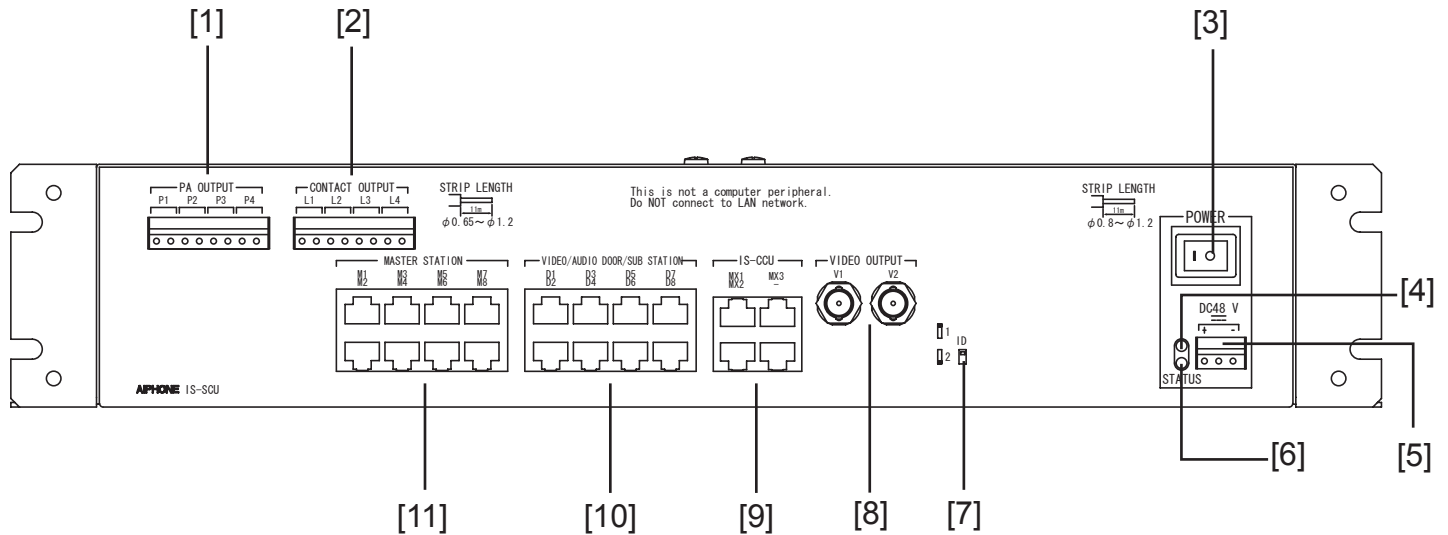 [1]
[2]
[3]
PA OUTPUT
P1 P2 P3 P4
CONTACT OUTPUT
L1 L2 L3 L4
STRIP LENGTH
11m
φ0.65～φ1.2
This is not a computer peripheral.
Do NOT connect to LAN network.
STRIP LENGTH
11m
φ0.8～φ1.2
POWER
I
MASTER STATION
M1 M3 M5 M7
M2 M4 M6 M8
VIDEO/AUDIO DOOR/SUB STATION
D1 D3 D5 D7
D2 D4 D6 D8
IS-CCU
MX1 MX3
MX2 -
VIDEO OUTPUT
V1 V2
1
2
ID
DC48 V
+ -
STATUS
AIPHONE IS-SCU
[4]
[5]
[6]
[7]
[8]
[9]
[10]
[11]